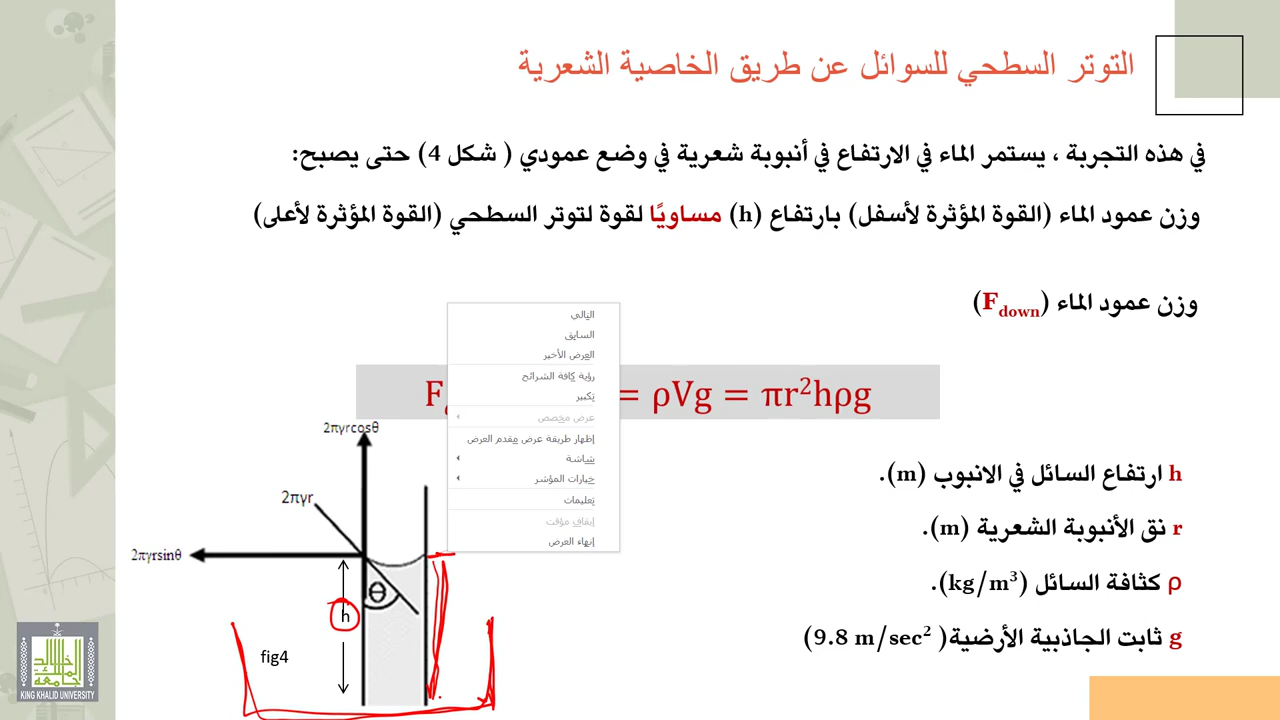 التوتر السطحي للسوائل عن طريق الخاصية الشعرية
في هذه التجربة ، يستمر الماء في الارتفاع في أنبوبة شعرية في وضع عمودي ( شكل 4) حتى يصبح:
وزن عمود الماء (القوة المؤثرة لأسفل) بارتفاع (h) مساويًا لقوة لتوتر السطحي (القوة المؤثرة لأعلى)
وزن عمود الماء (Fdown)
F = ρVg = πr²hρg
التالي
السابق
العرض الأخير
رؤية كافة الشرائح
تكبير
عرض مخصص
إظهار طريقة عرض مقدم العرض
شاشة
خيارات المؤشر
تعليمات
إيقاف مؤقت
إنهاء العرض
h ارتفاع السائل في الانبوب (m).
r نق الأنبوبة الشعرية (m).
ρ كثافة السائل (kg/m³).
g ثابت الجاذبية الأرضية( 9.8 m/sec²)
2πγrcosθ
2πγr
2πγrsinθ
θ
h
fig4
جامعة الملك خالد
KING KHALID UNIVERSITY